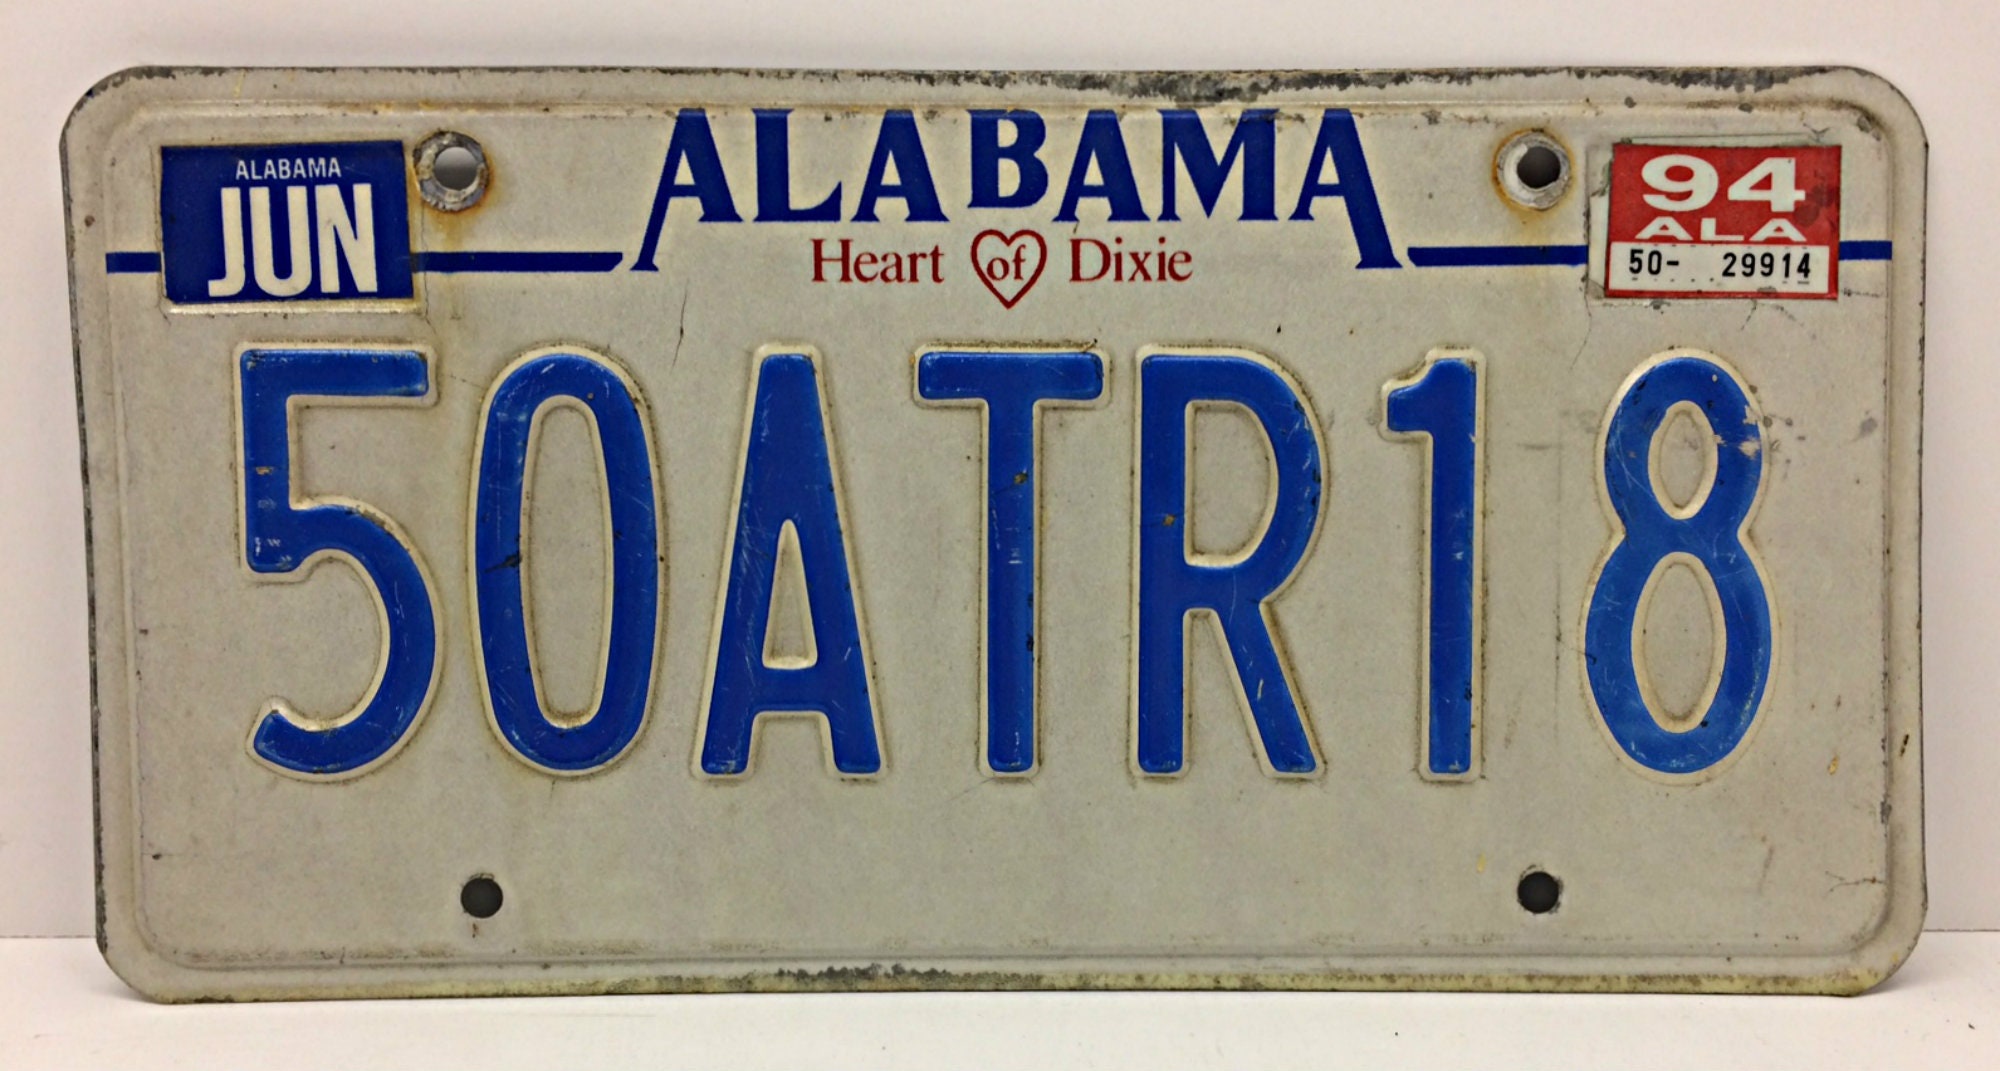 ALABAMA
JUN
ALABAMA
Heart of Dixie
94
ALA
50- 29914
50ATR18